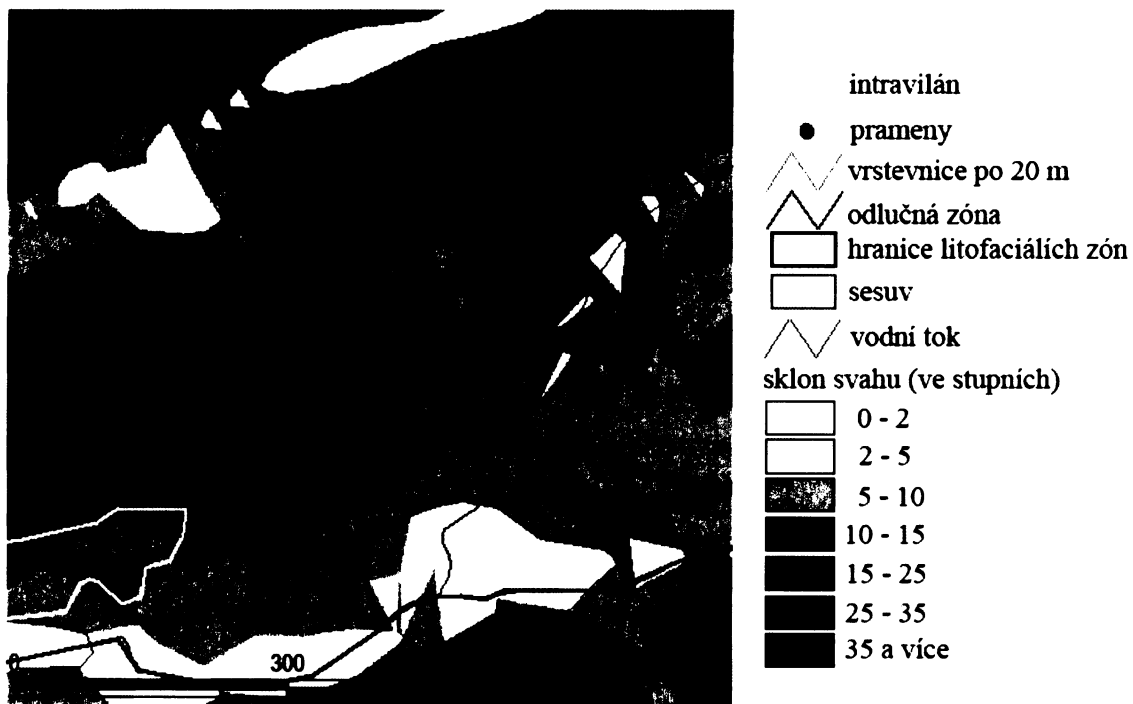 intravilán
prameny
vrstevnice po 20 m
odlučná zóna
hranice litofaciálích zón
sesuv
vodní tok
sklon svahu (ve stupních)
0 - 2
2 - 5
5 - 10
10 - 15
15 - 25
25 - 35
35 a více
0
300